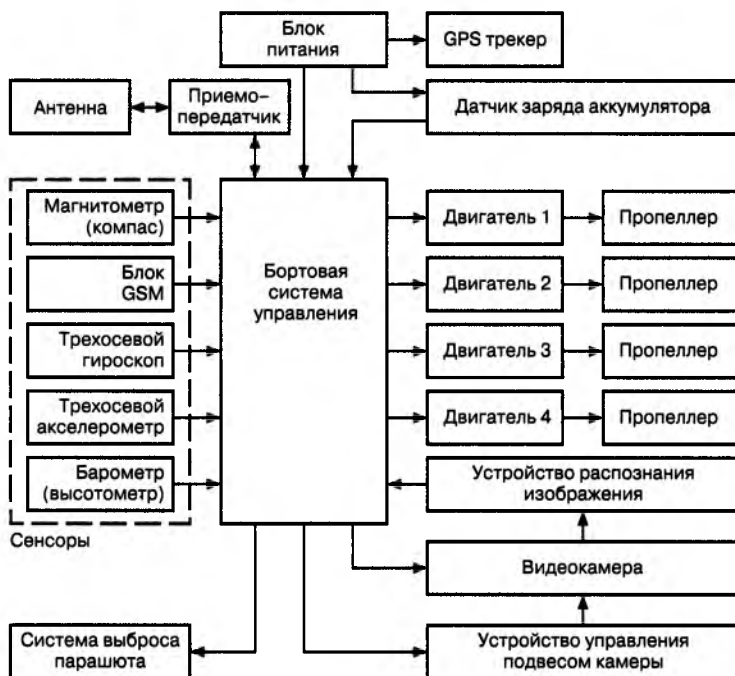 Блок
питания
GPS трекер
Антенна
Приемо-
передатчик
Датчик заряда аккумулятора
Магнитометр
(компас)
Блок
GSM
Трехосевой
гироскоп
Трехосевой
акселерометр
Барометр
(высотометр)
Сенсоры
Бортовая
система
управления
Двигатель 1
Пропеллер
Двигатель 2
Пропеллер
Двигатель 3
Пропеллер
Двигатель 4
Пропеллер
Устройство распознания
изображения
Видеокамера
Система выброса
парашюта
Устройство управления
подвесом камеры